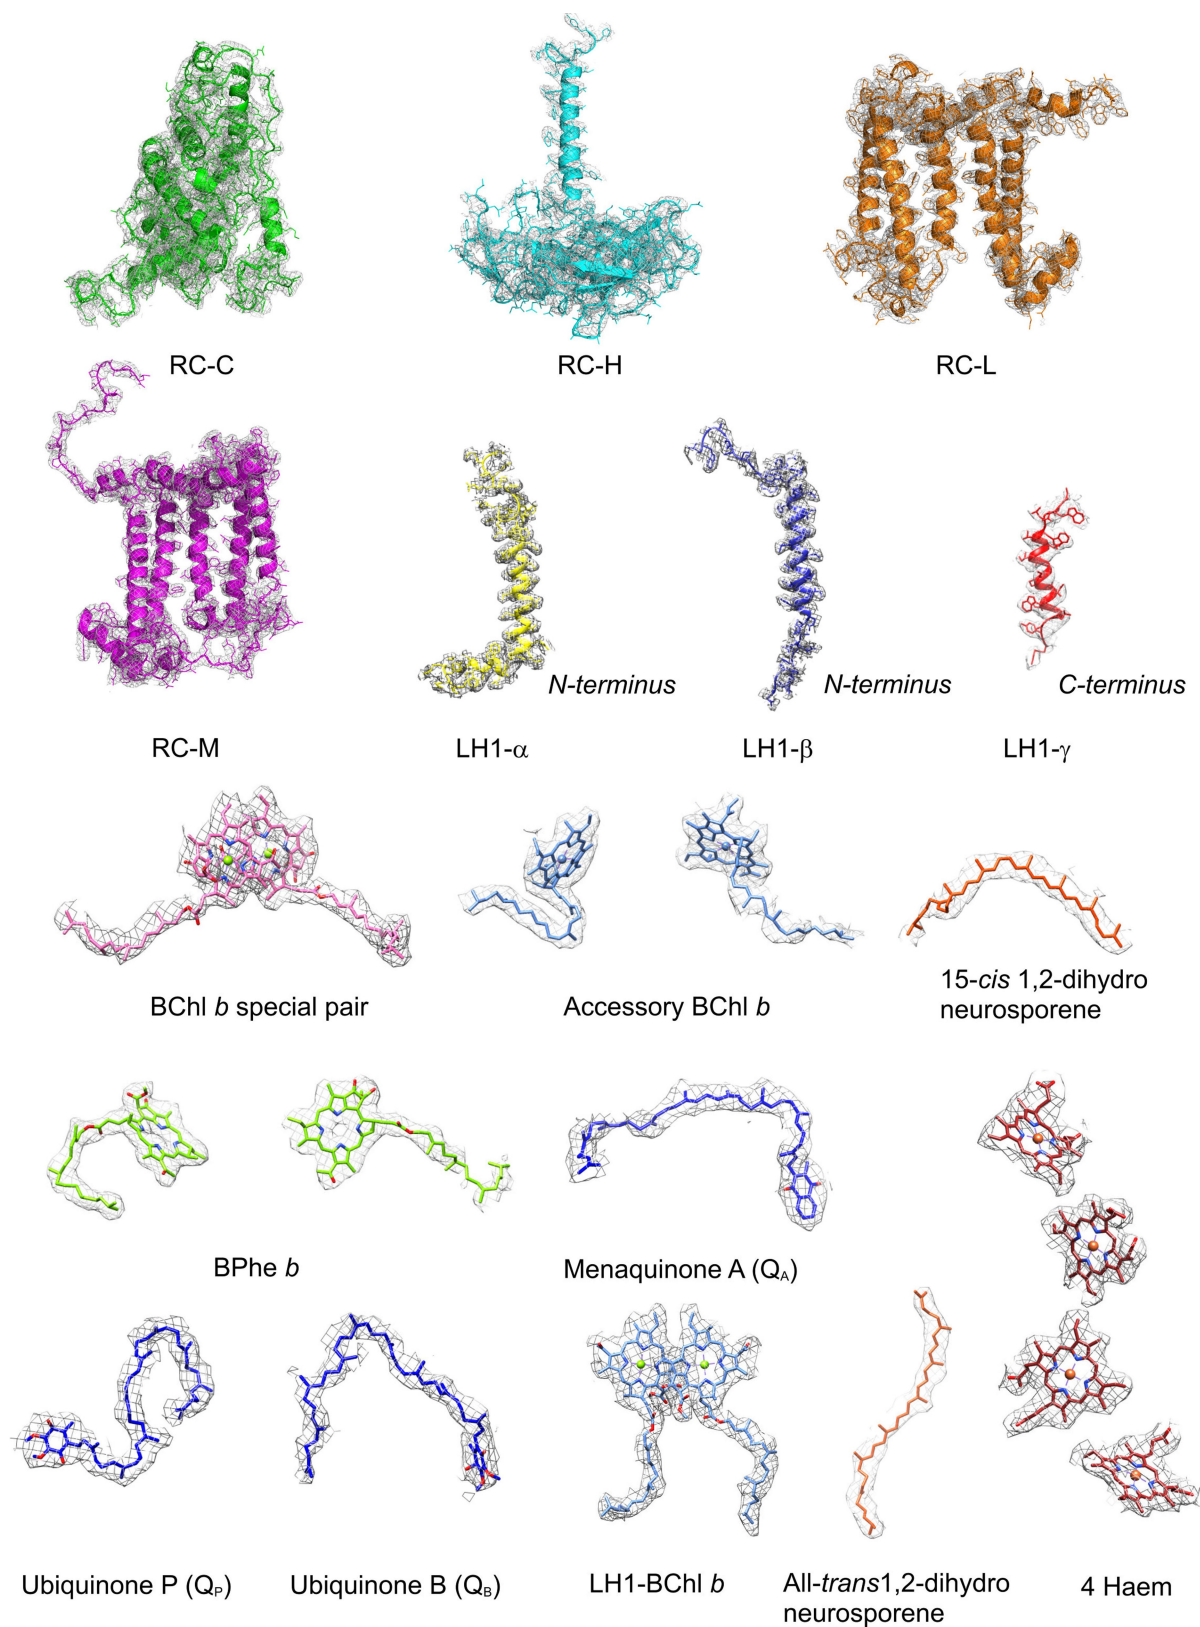 RC-C
RC-H
RC-L
N-terminus
N-terminus
C-terminus
RC-M
LH1-α
LH1-β
LH1-γ
BChl b special pair
Accessory BChl b
15-cis 1,2-dihydro
neurosporene
BPhe b
Menaquinone A (QA)
Ubiquinone P (QP)
Ubiquinone B (QB)
LH1-BChl b
All-trans1,2-dihydro
neurosporene
4 Haem